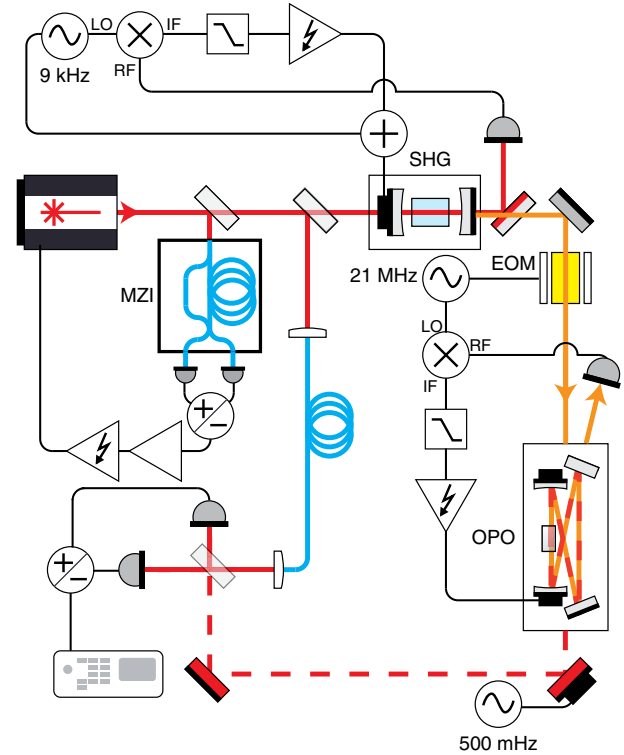 LO
IF
9 kHz
RF
SHG
MZI
21 MHz
EOM
LO
RF
IF
OPO
500 mHz